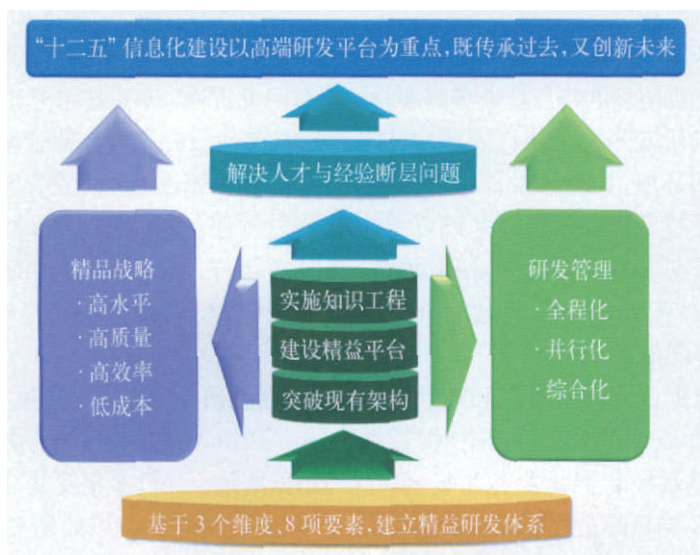 “十二五”信息化建设以高端研发平台为重点,既传承过去,又创新未来
解决人才与经验断层问题
精品战略
·高水平
·高质量
·高效率
·低成本
实施知识工程
建设精益平台
突破现有架构
研发管理
·全程化
·并行化
·综合化
基于3个维度、8项要素,建立精益研发体系